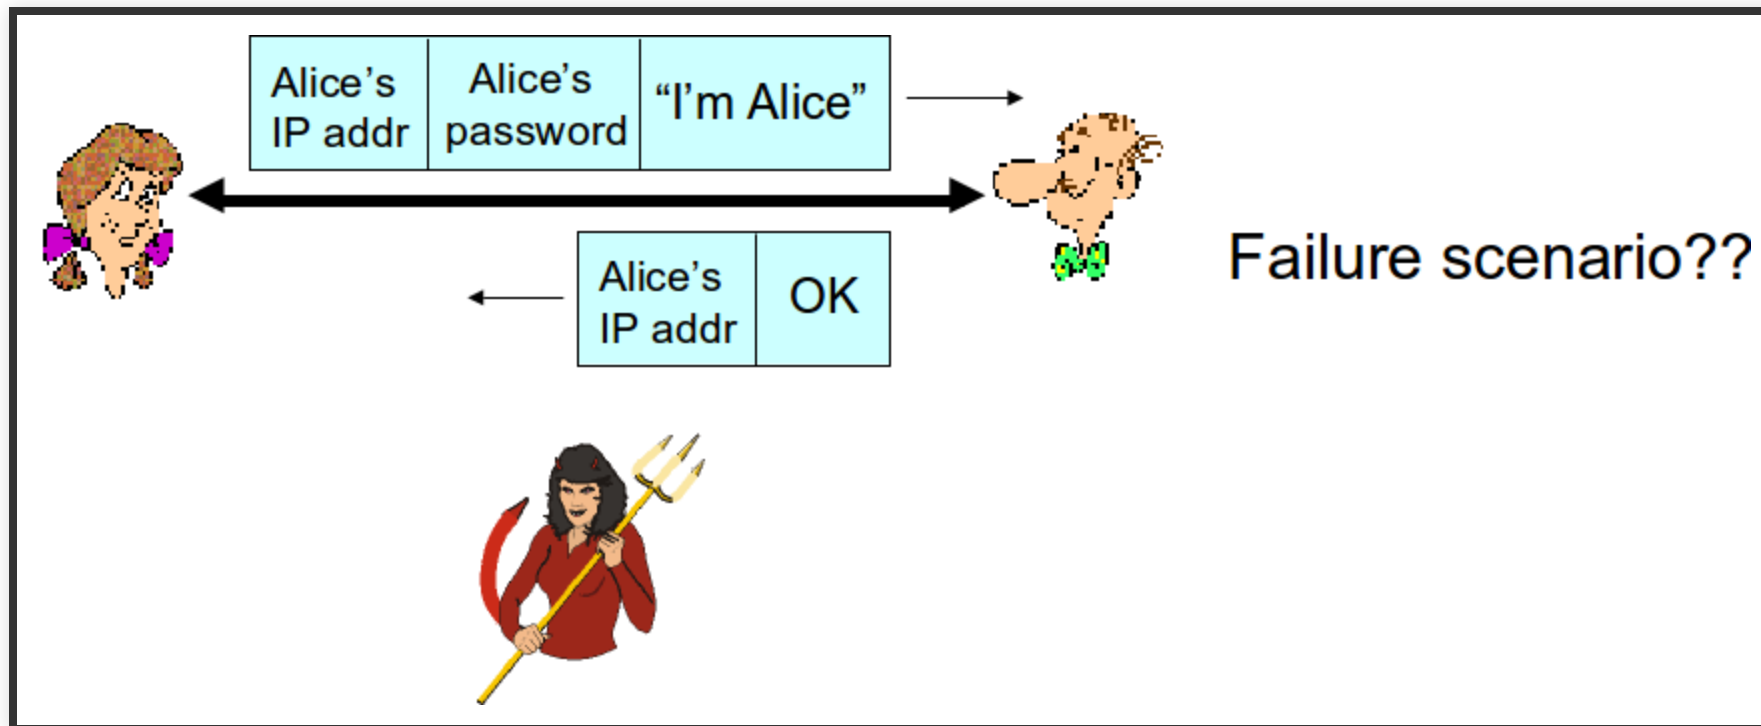 Alice’s
IP addr
Alice’s
password
“I’m Alice”
Alice’s
IP addr
OK
Failure scenario??